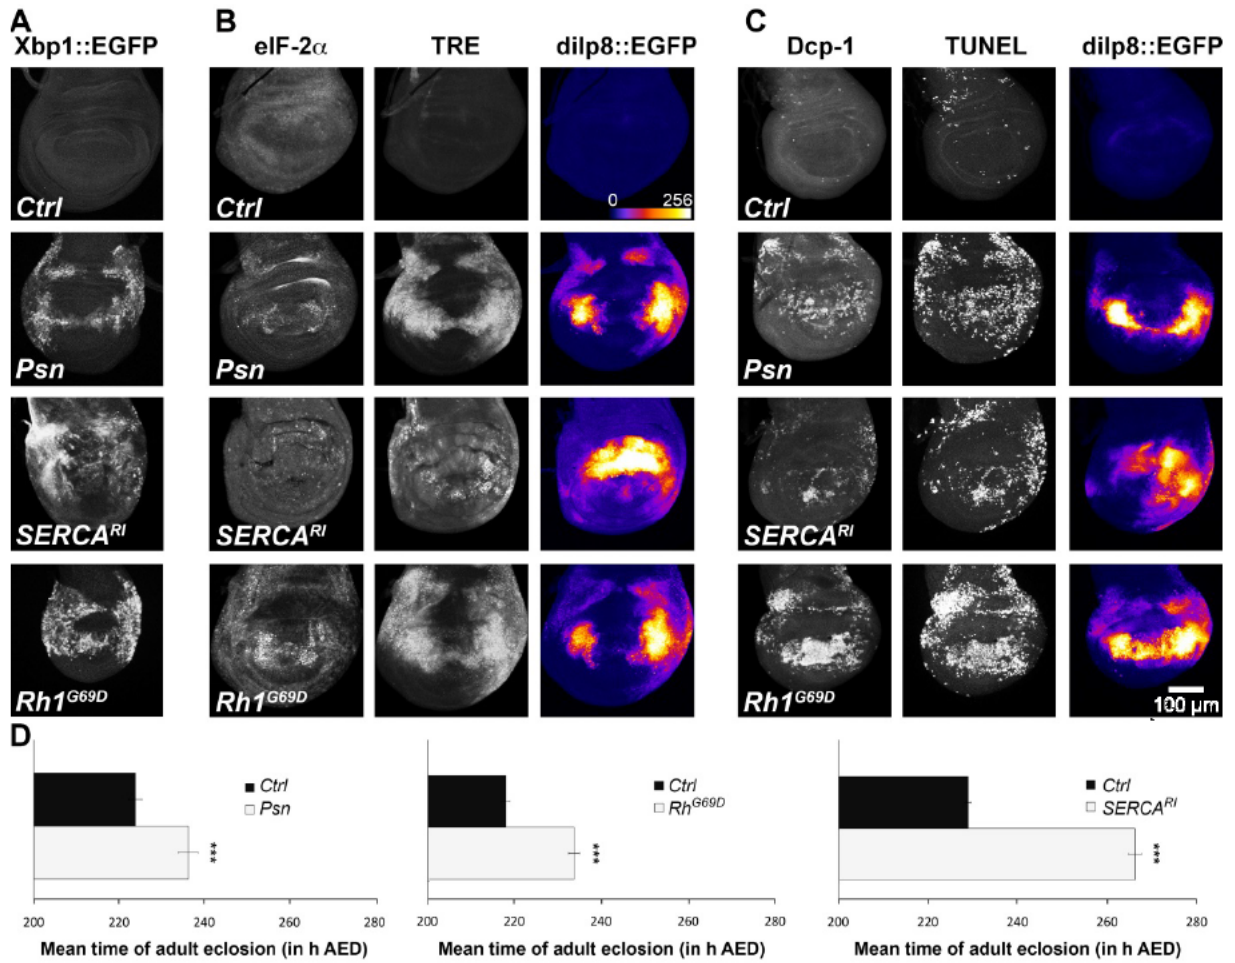 A B C
Xbp1::EGFP eIF-2α TRE dilp8::EGFP Dcp-1 TUNEL dilp8::EGFP
Ctrl Ctrl 0 256 Ctrl
Psn Psn Psn
SERCA^RI SERCA^RI SERCA^RI
Rh1^G69D Rh1^G69D Rh1^G69D 100 µm
D
Ctrl
Psn
***
200 220 240 260 280
Mean time of adult eclosion (in h AED)
Ctrl
Rh^G69D
***
200 220 240 260 280
Mean time of adult eclosion (in h AED)
Ctrl
SERCA^RI
***
200 220 240 260 280
Mean time of adult eclosion (in h AED)